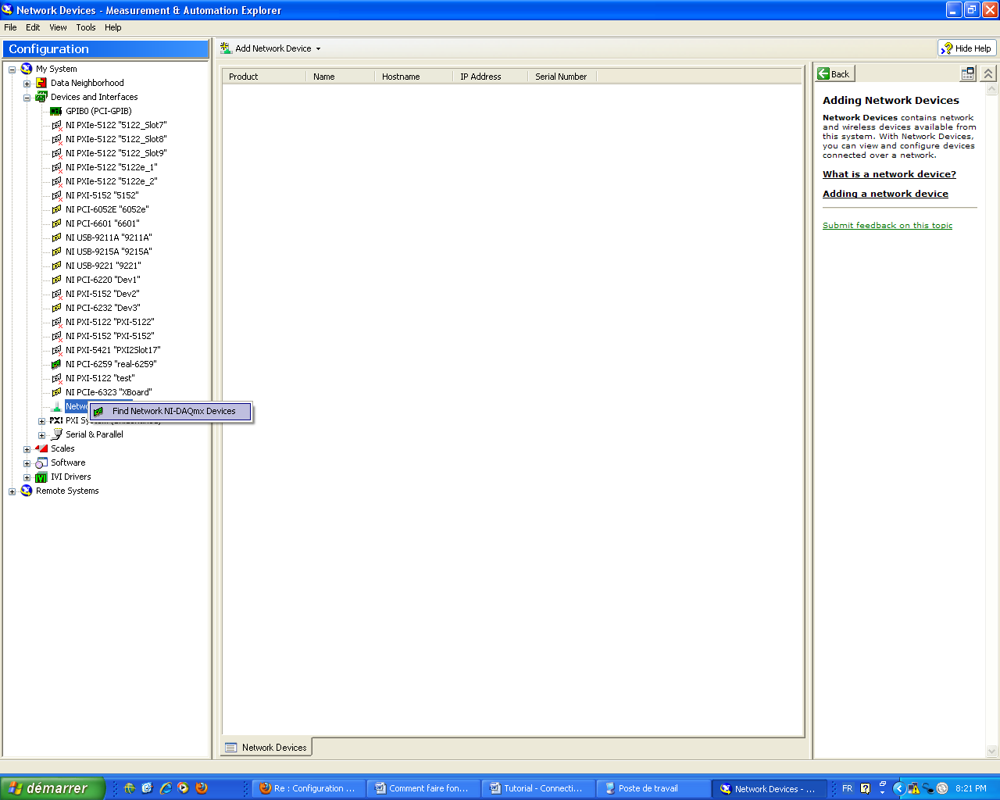 Network Devices - Measurement & Automation Explorer
File Edit View Tools Help
Configuration
My System
Data Neighborhood
Devices and Interfaces
GPIB0 (PCI-GPIB)
NI PXIe-5122 "5122_Slot7"
NI PXIe-5122 "5122_Slot8"
NI PXIe-5122 "5122_Slot9"
NI PXIe-5122 "5122e_1"
NI PXIe-5122 "5122e_2"
NI PXI-5152 "5152"
NI PCI-6052E "6052e"
NI PCI-6601 "6601"
NI USB-9211A "9211A"
NI USB-9215A "9215A"
NI USB-9221 "9221"
NI PCI-6220 "Dev1"
NI PXI-5152 "Dev2"
NI PCI-6232 "Dev3"
NI PXI-5122 "PXI-5122"
NI PXI-5152 "PXI-5152"
NI PXI-5421 "PXI2Slot17"
NI PCI-6259 "real-6259"
NI PXI-5122 "test"
NI PCIe-6323 "XBoard"
Netwo
Find Network NI-DAQmx Devices
PXI PXI Sy
Serial & Parallel
Scales
Software
IVI Drivers
Remote Systems
Add Network Device
Hide Help
Product Name Hostname IP Address Serial Number
Network Devices
Back
Adding Network Devices
Network Devices contains network
and wireless devices available from
this system. With Network Devices,
you can view and configure devices
connected over a network.
What is a network device?
Adding a network device
Submit feedback on this topic
démarrer
Re : Configuration ...
Comment faire fon...
Tutorial - Connecti...
Poste de travail
Network Devices - ...
FR
8:21 PM